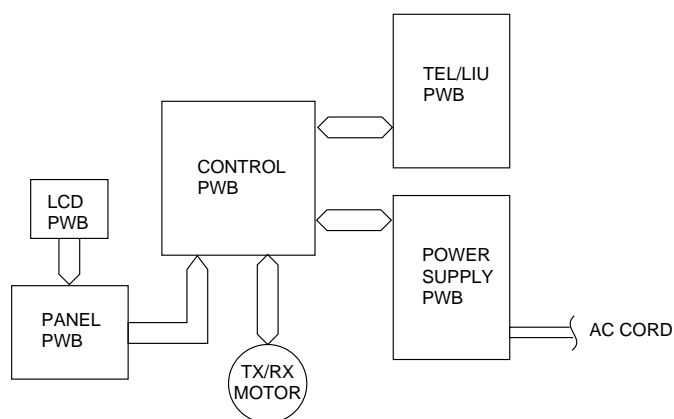 TEL/LIU
PWB
CONTROL
PWB
LCD
PWB
POWER
SUPPLY
PWB
PANEL
PWB
AC CORD
TX/RX
MOTOR